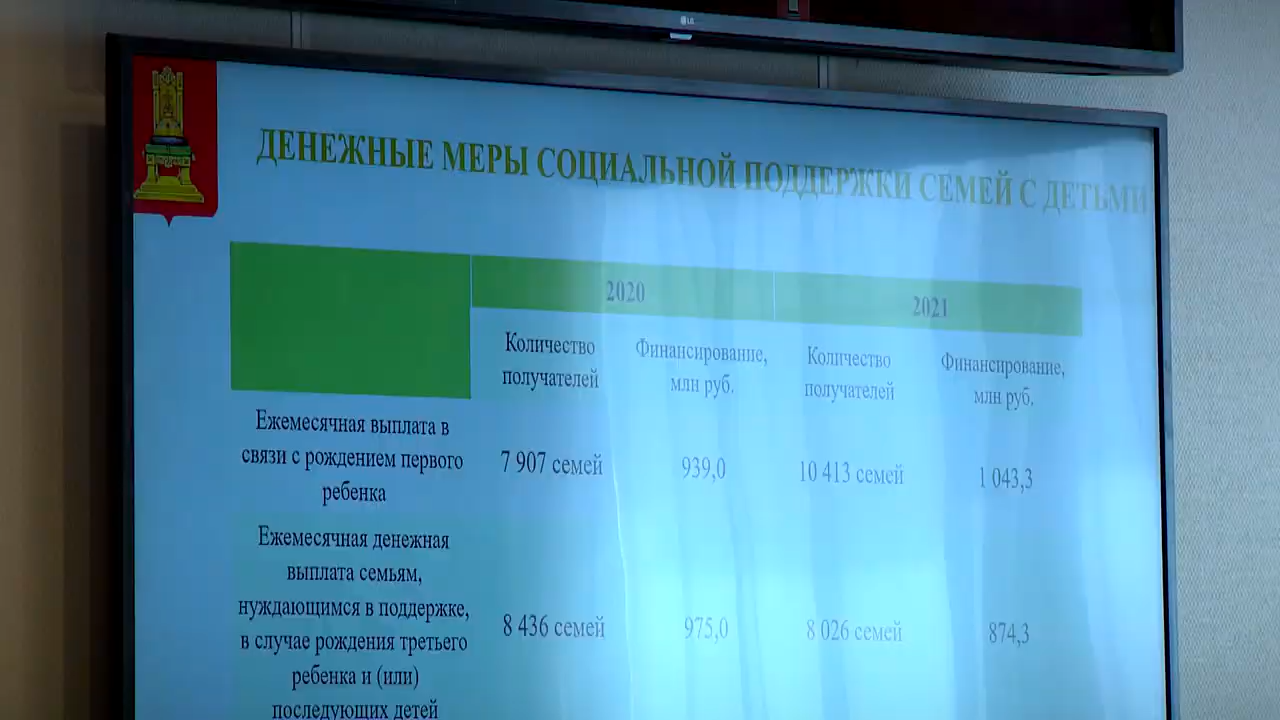 LG
ДЕНЕЖНЫЕ МЕРЫ СОЦИАЛЬНОЙ ПОДДЕРЖКИ СЕМЕЙ С ДЕТЬМИ
2020
2021
Количество
получателей
Финансирование,
млн руб.
Количество
получателей
Финансирование,
млн руб.
Ежемесячная выплата в
связи с рождением первого
ребенка
7 907 семей
939,0
10 413 семей
1 043,3
Ежемесячная денежная
выплата семьям,
нуждающимся в поддержке,
в случае рождения третьего
ребенка и (или)
последующих детей
8 436 семей
975,0
8 026 семей
874,3